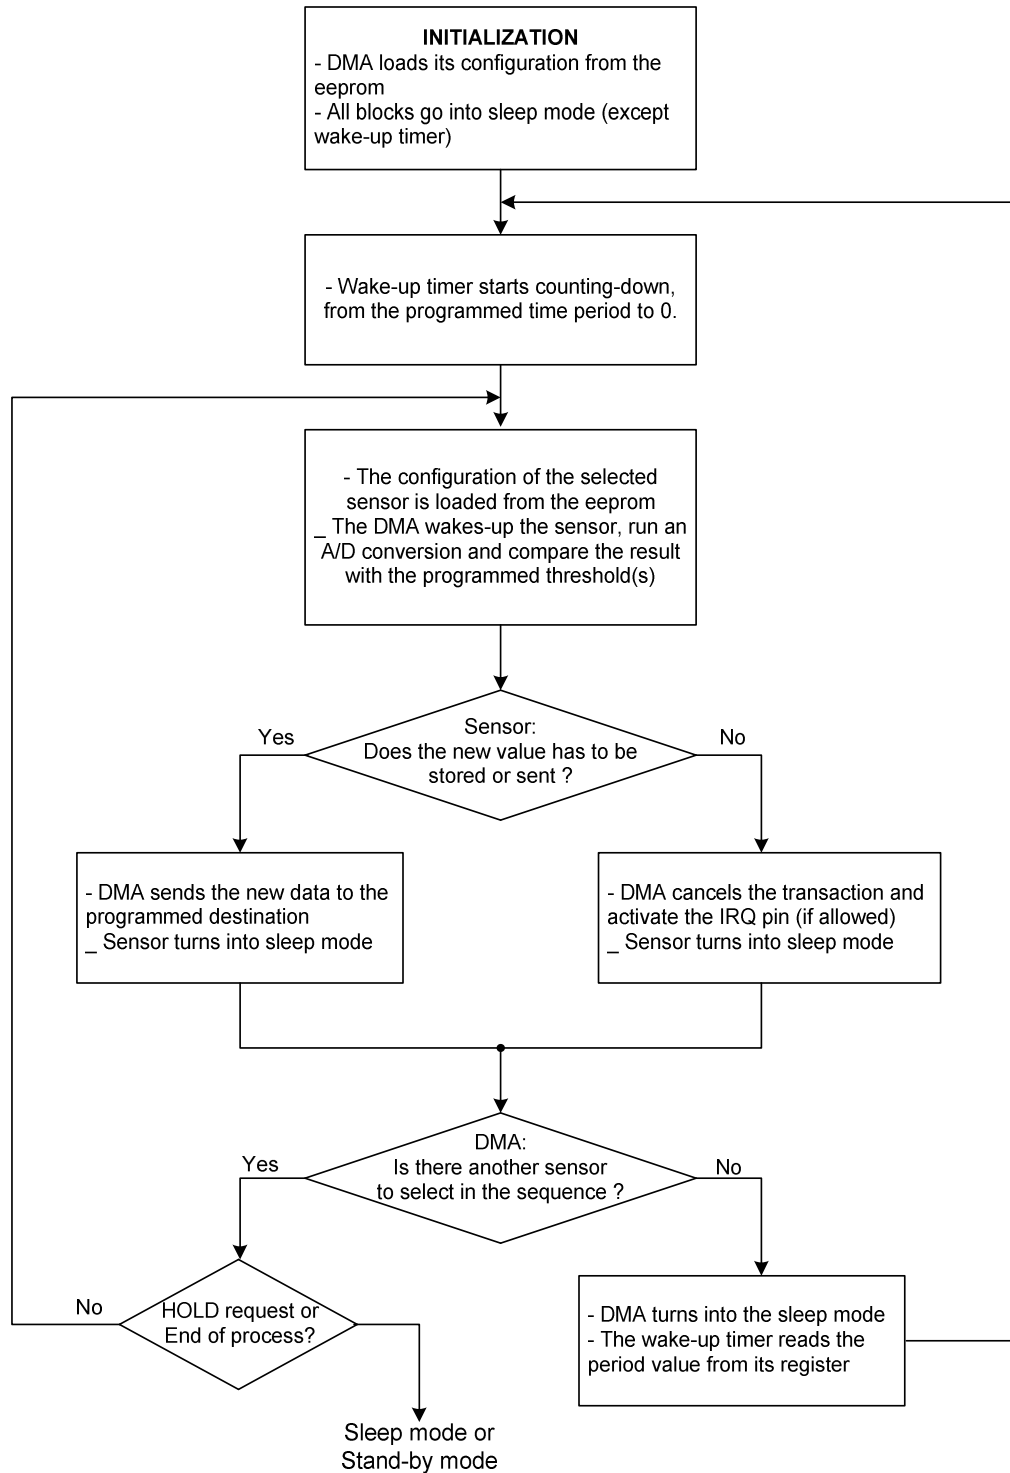 INITIALIZATION
- DMA loads its configuration from the
eeprom
- All blocks go into sleep mode (except
wake-up timer)
- Wake-up timer starts counting-down,
from the programmed time period to 0.
- The configuration of the selected
sensor is loaded from the eeprom
_ The DMA wakes-up the sensor, run an
A/D conversion and compare the result
with the programmed threshold(s)
Sensor:
Does the new value has to be
stored or sent ?
Yes
No
- DMA sends the new data to the
programmed destination
_ Sensor turns into sleep mode
- DMA cancels the transaction and
activate the IRQ pin (if allowed)
_ Sensor turns into sleep mode
DMA:
Is there another sensor
to select in the sequence ?
Yes
No
HOLD request or
End of process?
No
- DMA turns into the sleep mode
- The wake-up timer reads the
period value from its register
Sleep mode or
Stand-by mode